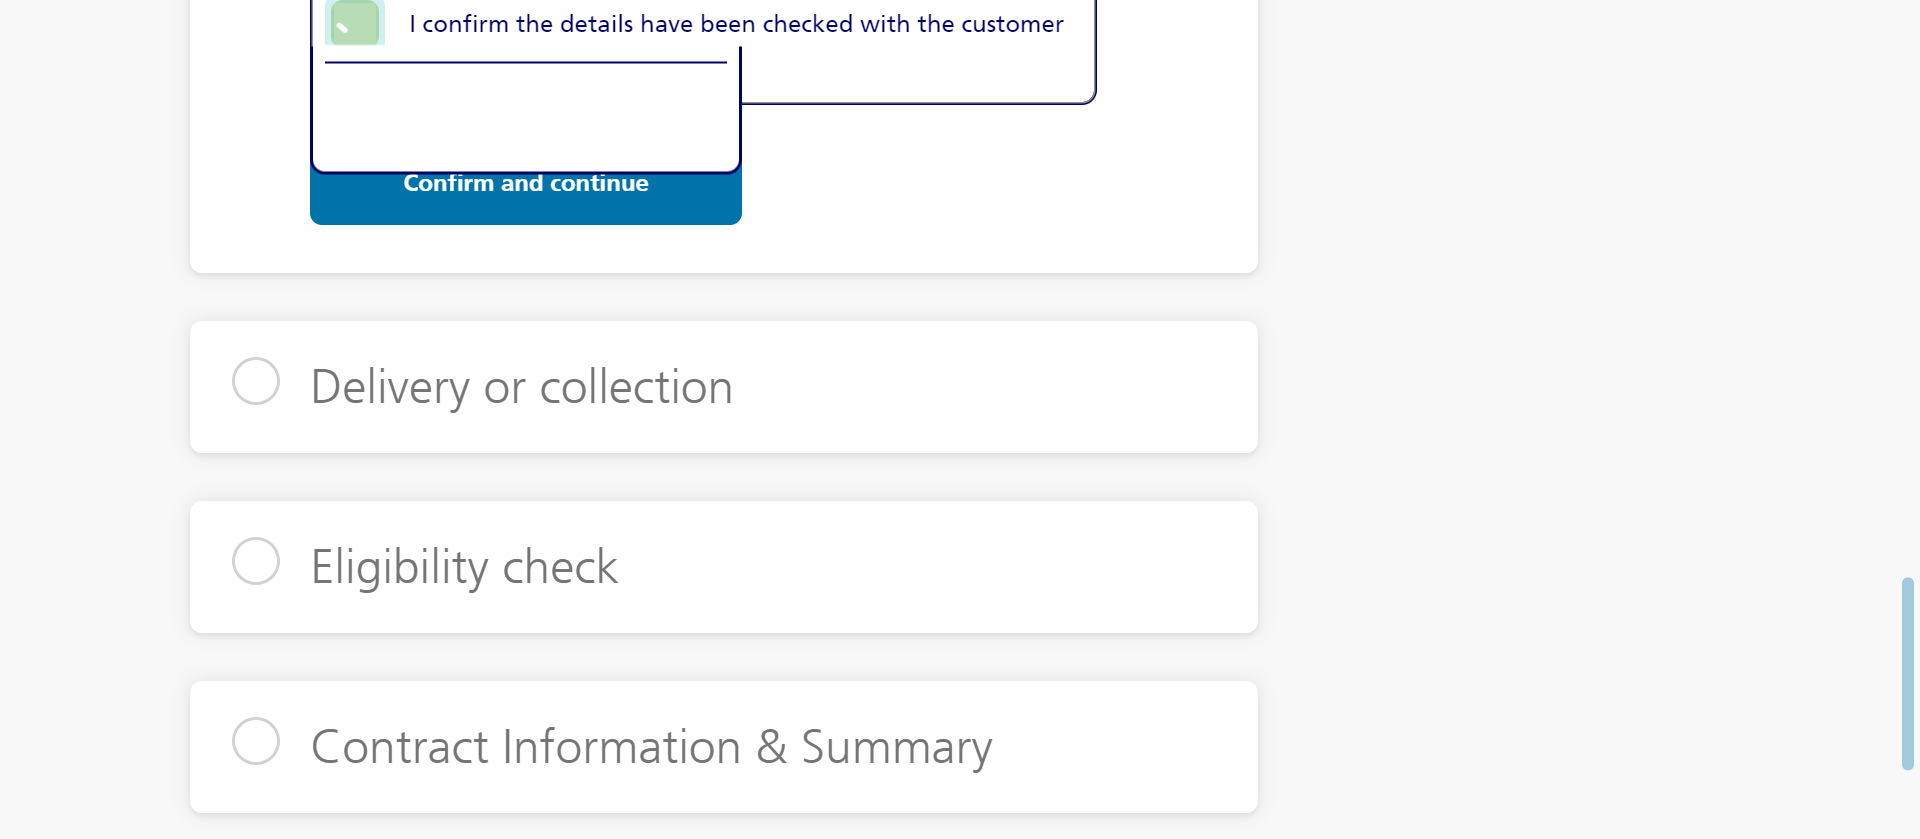 I confirm the details have been checked with the customer
Confirm and continue
Delivery or collection
Eligibility check
Contract Information & Summary